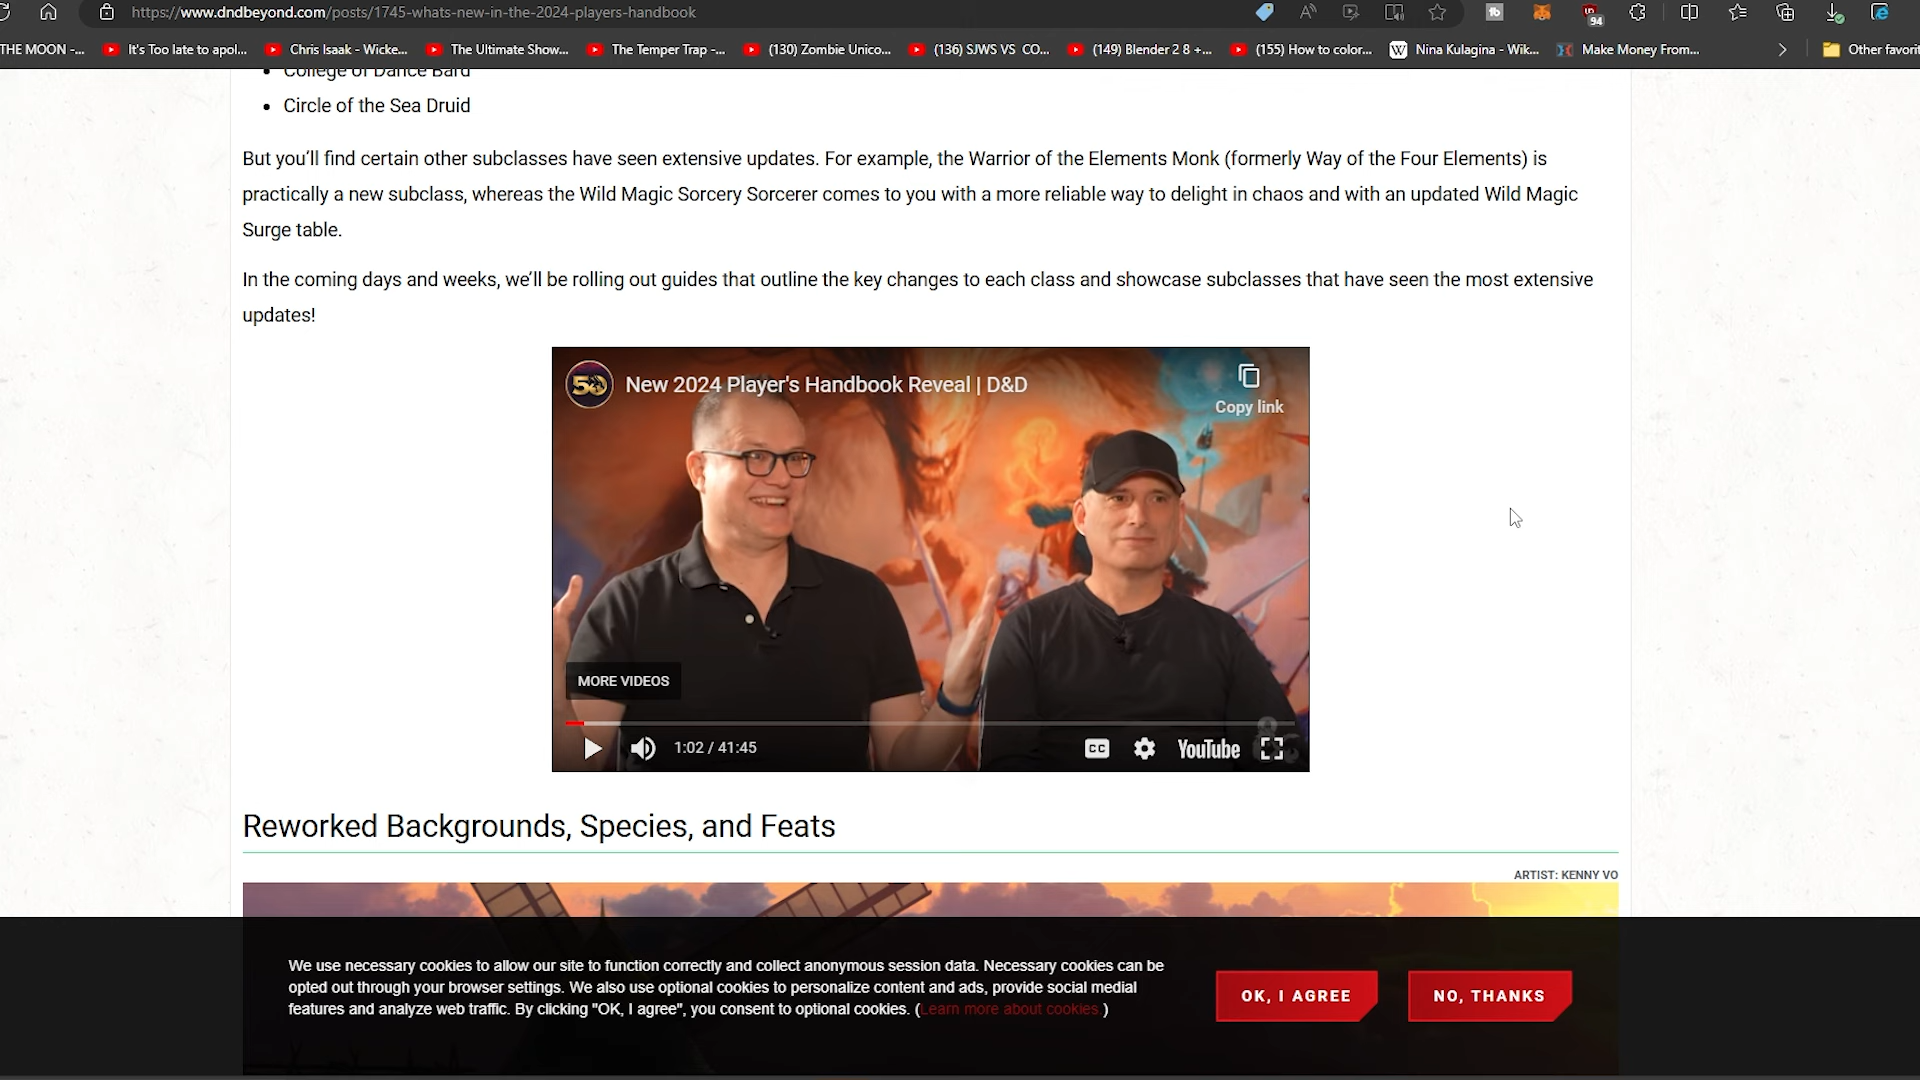 https://www.dndbeyond.com/posts/1745-whats-new-in-the-2024-players-handbook
94
THE MOON -... It's Too late to apol... Chris Isaak - Wicke... The Ultimate Show... The Temper Trap -... (130) Zombie Unico... (136) SJWS VS CO... (149) Blender 2 8 +... (155) How to color... W Nina Kulagina - Wik... Make Money From... Other favorit
College of Dance Bard
• Circle of the Sea Druid
But you'll find certain other subclasses have seen extensive updates. For example, the Warrior of the Elements Monk (formerly Way of the Four Elements) is
practically a new subclass, whereas the Wild Magic Sorcery Sorcerer comes to you with a more reliable way to delight in chaos and with an updated Wild Magic
Surge table.
In the coming days and weeks, we'll be rolling out guides that outline the key changes to each class and showcase subclasses that have seen the most extensive
updates!
50 New 2024 Player's Handbook Reveal | D&D
Copy link
MORE VIDEOS
1:02 / 41:45 CC YouTube
Reworked Backgrounds, Species, and Feats
ARTIST: KENNY VO
We use necessary cookies to allow our site to function correctly and collect anonymous session data. Necessary cookies can be
opted out through your browser settings. We also use optional cookies to personalize content and ads, provide social medial
features and analyze web traffic. By clicking "OK, I agree", you consent to optional cookies. (Learn more about cookies.)
OK, I AGREE NO, THANKS